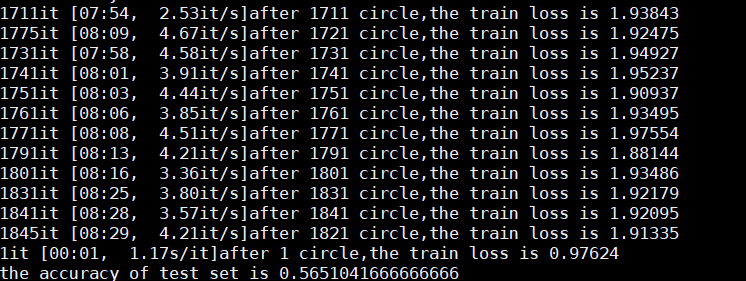 1711it [07:54,  2.53it/s]after 1711 circle,the train loss is 1.93843
1775it [08:09,  4.67it/s]after 1721 circle,the train loss is 1.92475
1731it [07:58,  4.58it/s]after 1731 circle,the train loss is 1.94927
1741it [08:01,  3.91it/s]after 1741 circle,the train loss is 1.95237
1751it [08:03,  4.44it/s]after 1751 circle,the train loss is 1.90937
1761it [08:06,  3.85it/s]after 1761 circle,the train loss is 1.93495
1771it [08:08,  4.51it/s]after 1771 circle,the train loss is 1.97554
1791it [08:13,  4.21it/s]after 1791 circle,the train loss is 1.88144
1801it [08:16,  3.36it/s]after 1801 circle,the train loss is 1.93486
1831it [08:25,  3.80it/s]after 1831 circle,the train loss is 1.92179
1841it [08:28,  3.57it/s]after 1841 circle,the train loss is 1.92095
1845it [08:29,  4.21it/s]after 1821 circle,the train loss is 1.91335
1it [00:01,  1.17s/it]after 1 circle,the train loss is 0.97624
the accuracy of test set is 0.5651041666666666